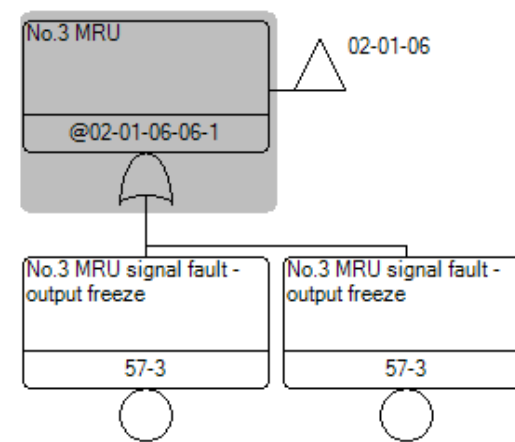 No.3 MRU
02-01-06
@02-01-06-06-1
No.3 MRU signal fault -
output freeze
57-3
No.3 MRU signal fault -
output freeze
57-3